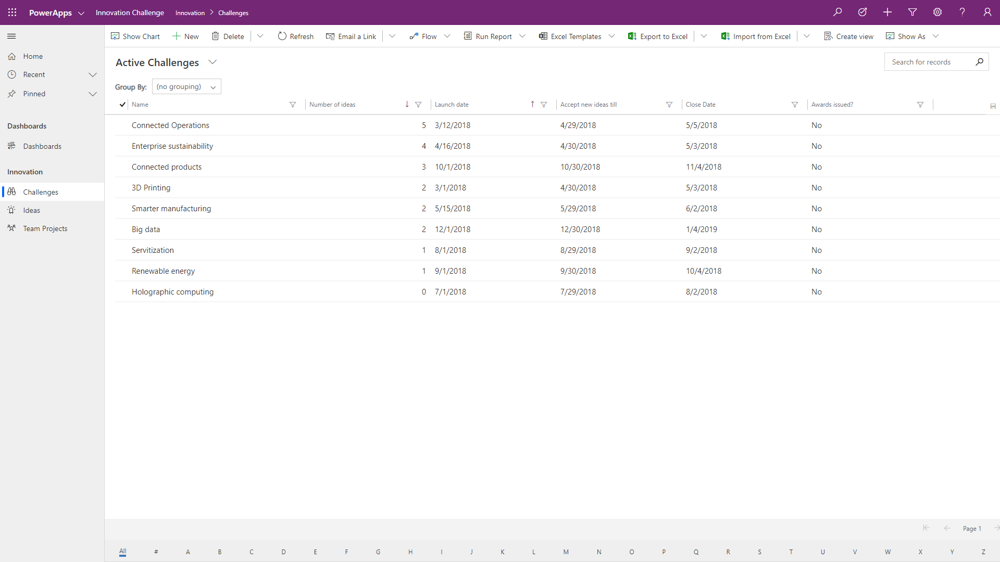 PowerApps Innovation Challenge Innovation Challenges
Show Chart New Delete Refresh Email a Link Flow Run Report Excel Templates Export to Excel Import from Excel Create view Show As
Home
Recent
Pinned
Dashboards
Dashboards
Innovation
Challenges
Ideas
Team Projects
Active Challenges
Search for records
Group By: (no grouping)
Name Number of ideas Launch date Accept new ideas till Close Date Awards issued?
Connected Operations 5 3/12/2018 4/29/2018 5/5/2018 No
Enterprise sustainability 4 4/16/2018 4/30/2018 5/3/2018 No
Connected products 3 10/1/2018 10/30/2018 11/4/2018 No
3D Printing 2 3/1/2018 4/30/2018 5/3/2018 No
Smarter manufacturing 2 5/15/2018 5/29/2018 6/2/2018 No
Big data 2 12/1/2018 12/30/2018 1/4/2019 No
Servitization 1 8/1/2018 8/29/2018 9/2/2018 No
Renewable energy 1 9/1/2018 9/30/2018 10/4/2018 No
Holographic computing 0 7/1/2018 7/29/2018 8/2/2018 No
Page 1
All # A B C D E F G H I J K L M N O P Q R S T U V W X Y Z